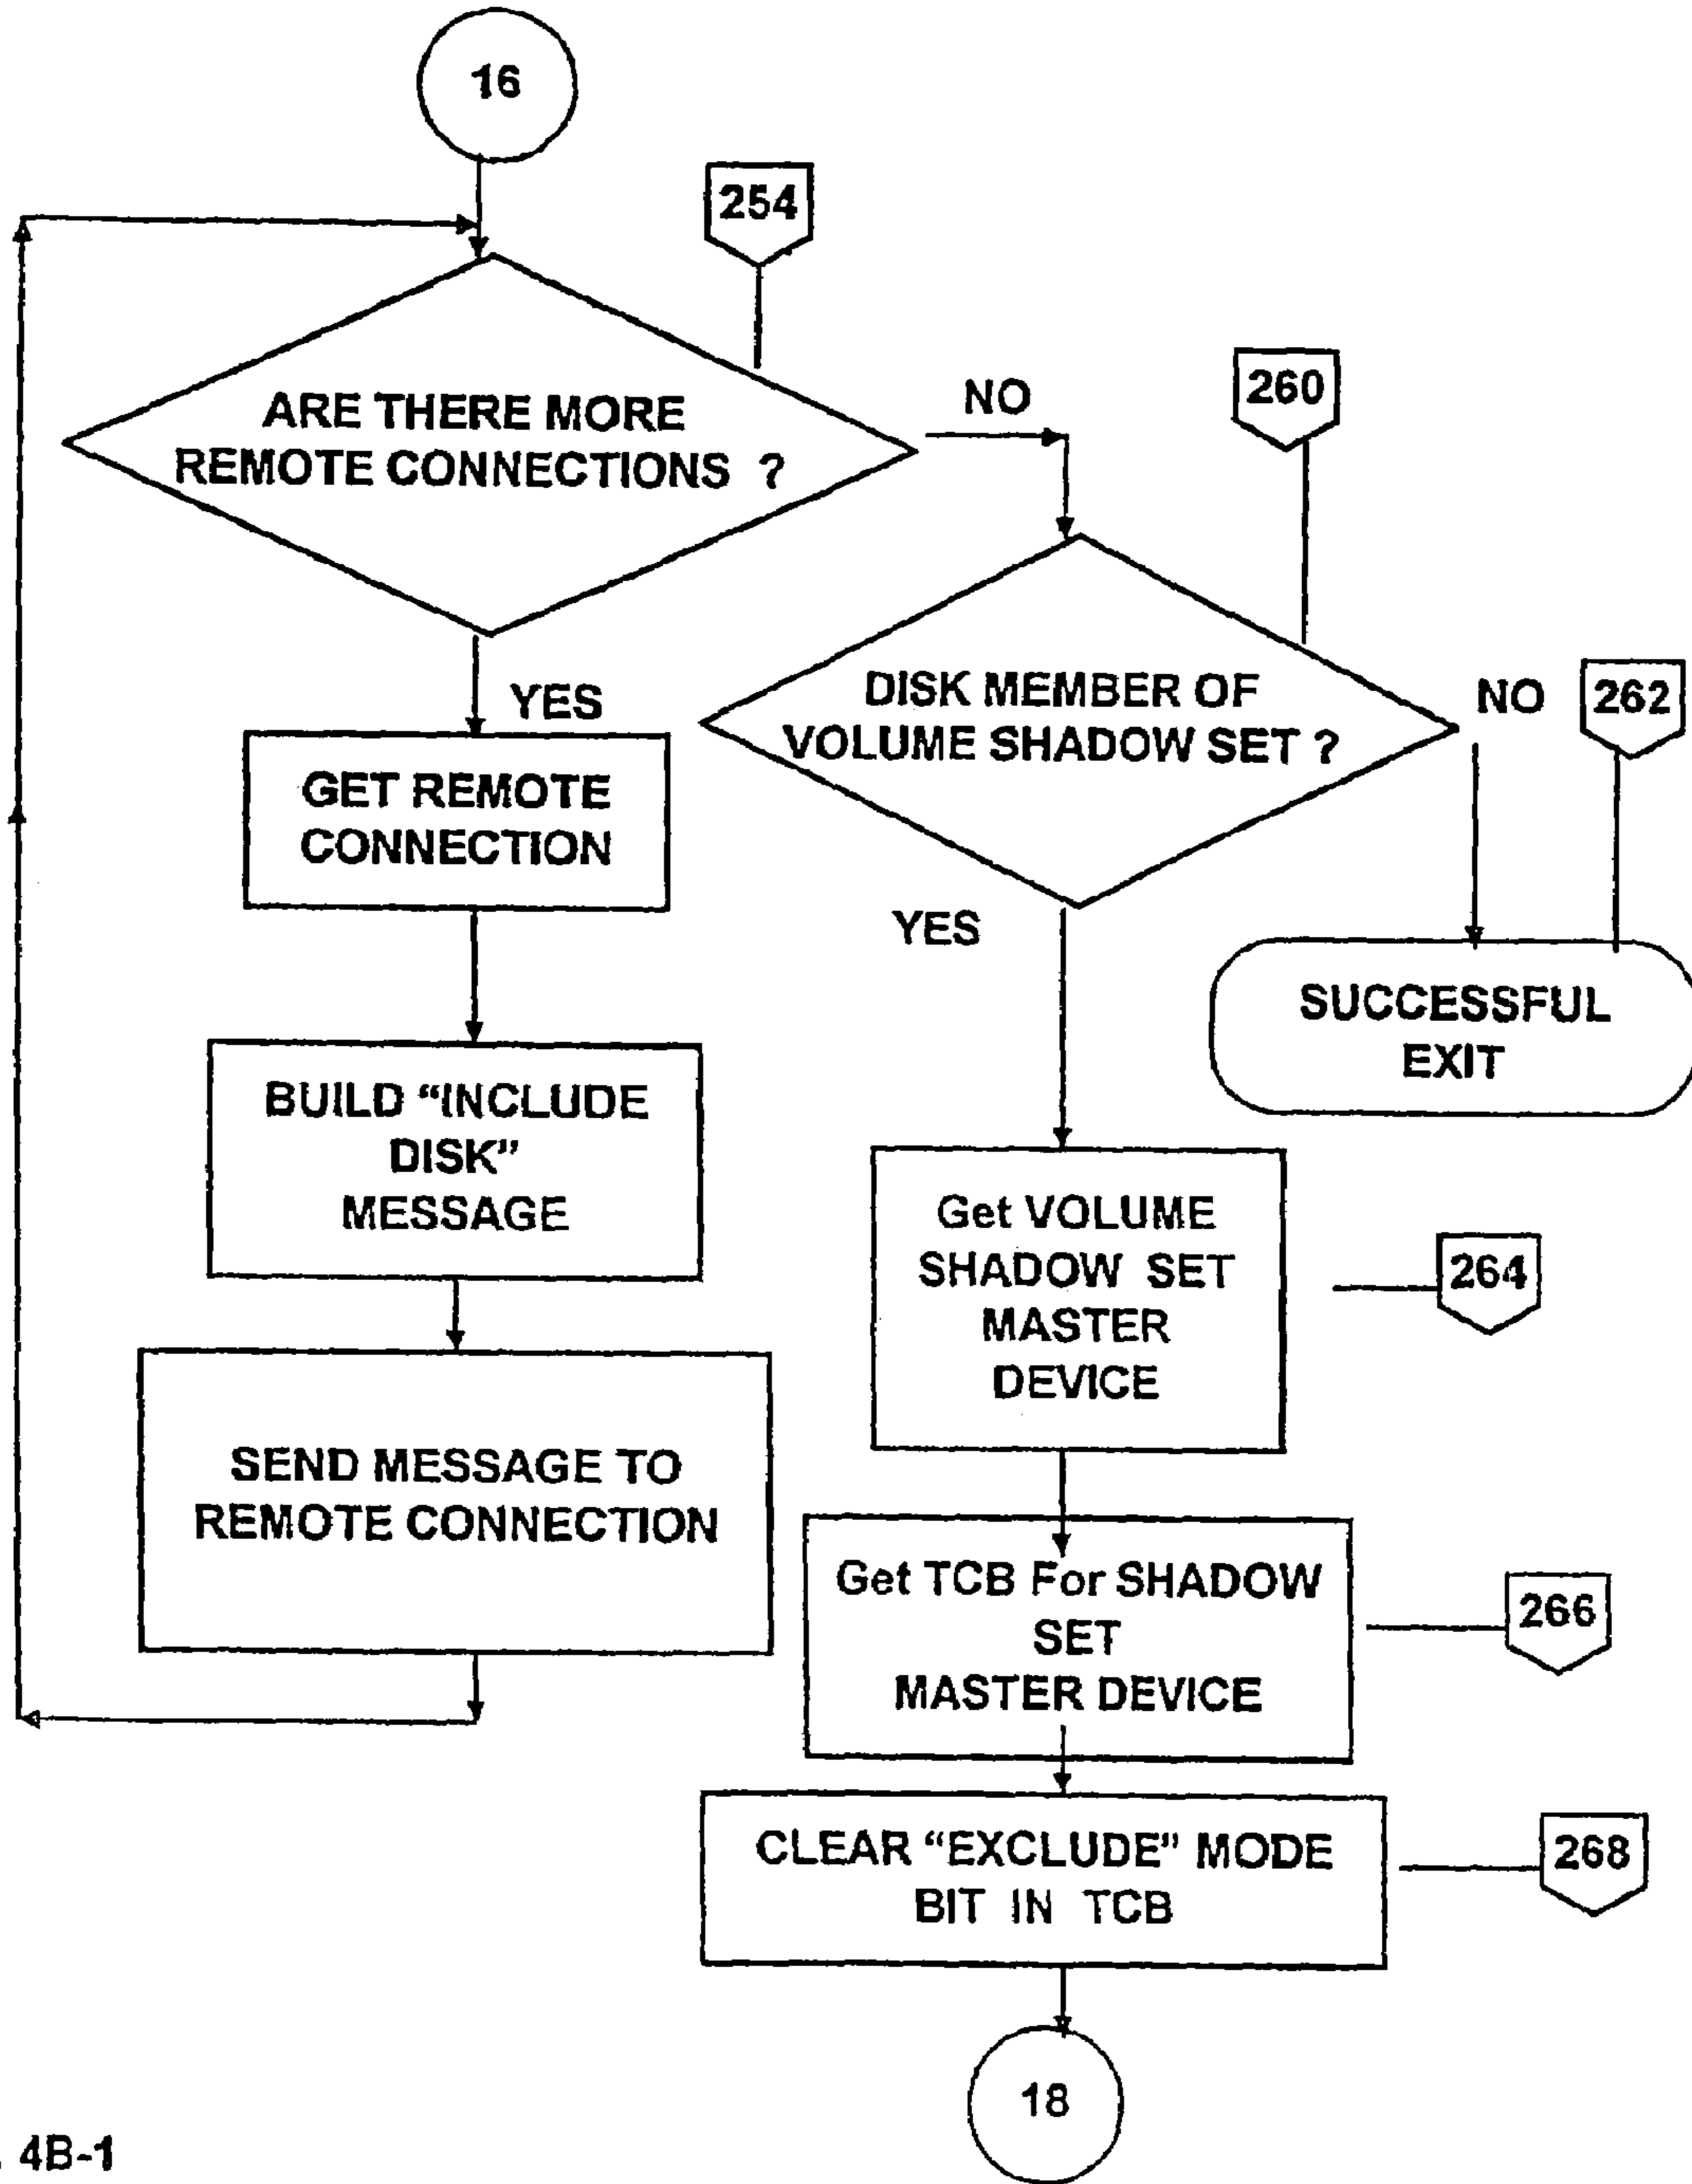 16
254
ARE THERE MORE
REMOTE CONNECTIONS ?
NO
260
YES
DISK MEMBER OF
VOLUME SHADOW SET ?
NO
262
GET REMOTE
CONNECTION
YES
SUCCESSFUL
EXIT
BUILD “INCLUDE
DISK”
MESSAGE
Get VOLUME
SHADOW SET
MASTER
DEVICE
264
SEND MESSAGE TO
REMOTE CONNECTION
Get TCB For SHADOW
SET
MASTER DEVICE
266
CLEAR “EXCLUDE” MODE
BIT IN TCB
268
18
4B-1